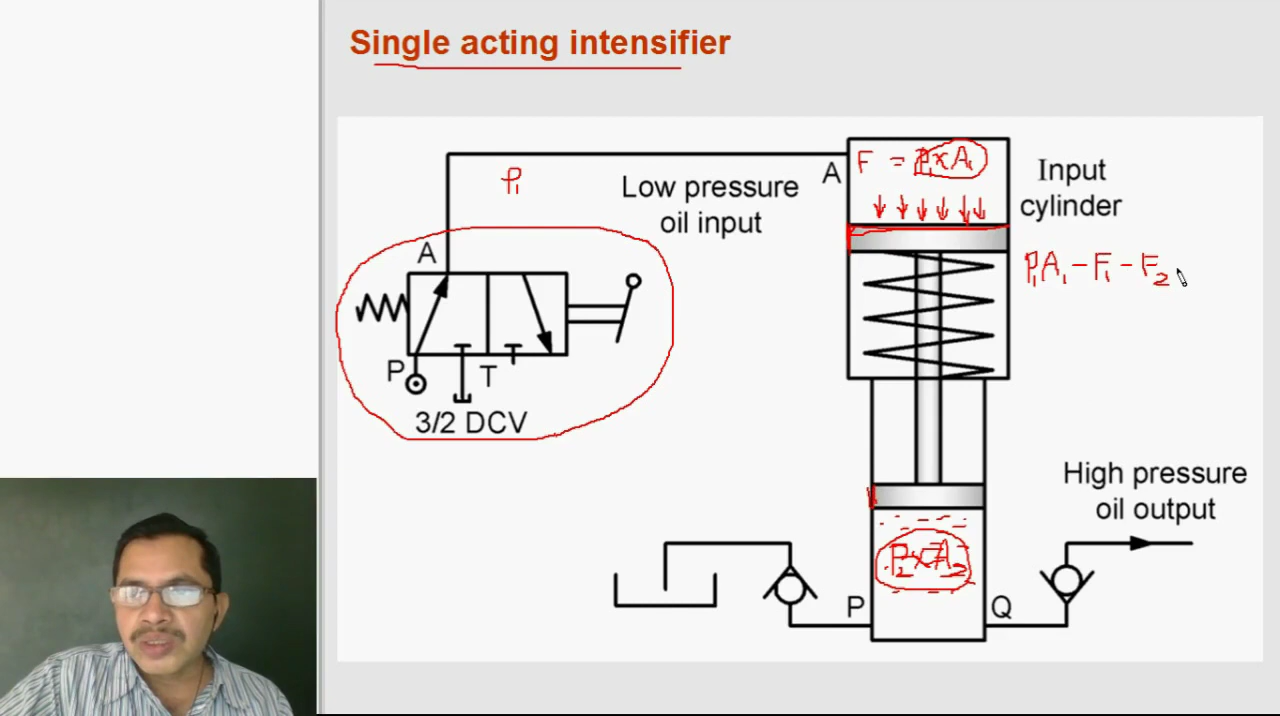 Single acting intensifier
P₁
Low pressure
oil input
A
F = P₁×A₁
Input
cylinder
P₁A₁ - F₁ - F₂
A
P
T
3/2 DCV
High pressure
oil output
P₂×A₂
P
Q